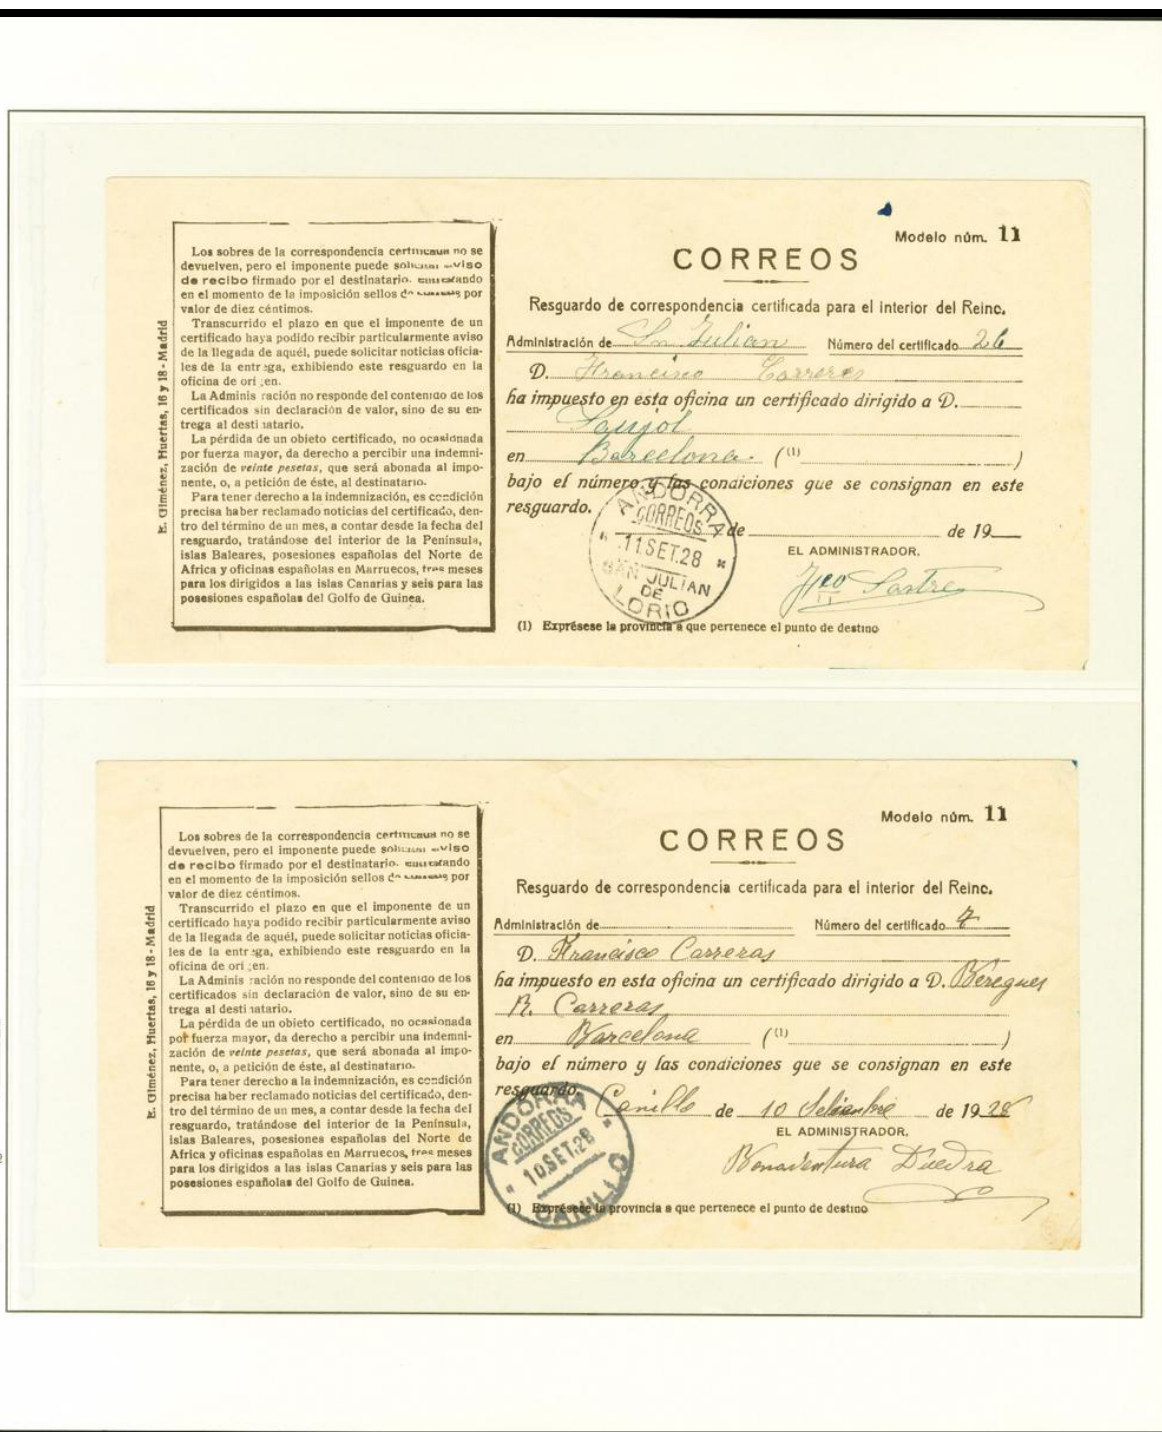 Modelo núm. 11
CORREOS
Resguardo de correspondencia certificada para el interior del Reino.
Administración de Sn Julian Número del certificado 26
D. Francisco Carreras
ha impuesto en esta oficina un certificado dirigido a D.
en Barcelona (1) )
bajo el número y las condiciones que se consignan en este
resguardo.
de de 19
EL ADMINISTRADOR,
Fco Sastre
(1) Exprésese la provincia a que pertenece el punto de destino
ANDORRA
CORREOS
11 SET.28
SAN JULIAN
DE
LORIO
Los sobres de la correspondencia certificada no se
devuelven, pero el imponente puede solicitar aviso
de recibo firmado por el destinatario,
en el momento de la imposición sellos de por
valor de diez céntimos.
Transcurrido el plazo en que el imponente de un
certificado haya podido recibir particularmente aviso
de la llegada de aquél, puede solicitar noticias oficia-
les de la entrega, exhibiendo este resguardo en la
oficina de origen.
La Administración no responde del contenido de los
certificados sin declaración de valor, sino de su en-
trega al destinatario.
La pérdida de un objeto certificado, no ocasionada
por fuerza mayor, da derecho a percibir una indemni-
zación de veinte pesetas, que será abonada al impo-
nente, o, a petición de éste, al destinatario.
Para tener derecho a la indemnización, es condición
precisa haber reclamado noticias del certificado, den-
tro del término de un mes, a contar desde la fecha del
resguardo, tratándose del interior de la Península,
islas Baleares, posesiones españolas del Norte de
Africa y oficinas españolas en Marruecos, tres meses
para los dirigidos a las islas Canarias y seis para las
posesiones españolas del Golfo de Guinea.
E. Giménez, Huertas, 16 y 18 - Madrid
Modelo núm. 11
CORREOS
Resguardo de correspondencia certificada para el interior del Reino.
Administración de Número del certificado 7
D. Francisco Carreras
ha impuesto en esta oficina un certificado dirigido a D.
R. Carreras
en Barcelona (1) )
bajo el número y las condiciones que se consignan en este
resguardo.
Canillo de 10 Setiembre de 1928
EL ADMINISTRADOR,
Bonaventura
(1) Exprésese la provincia a que pertenece el punto de destino
ANDORRA
CORREOS
10 SET.28
CANILLO
Los sobres de la correspondencia certificada no se
devuelven, pero el imponente puede solicitar aviso
de recibo firmado por el destinatario,
en el momento de la imposición sellos de por
valor de diez céntimos.
Transcurrido el plazo en que el imponente de un
certificado haya podido recibir particularmente aviso
de la llegada de aquél, puede solicitar noticias oficia-
les de la entrega, exhibiendo este resguardo en la
oficina de origen.
La Administración no responde del contenido de los
certificados sin declaración de valor, sino de su en-
trega al destinatario.
La pérdida de un objeto certificado, no ocasionada
por fuerza mayor, da derecho a percibir una indemni-
zación de veinte pesetas, que será abonada al impo-
nente, o, a petición de éste, al destinatario.
Para tener derecho a la indemnización, es condición
precisa haber reclamado noticias del certificado, den-
tro del término de un mes, a contar desde la fecha del
resguardo, tratándose del interior de la Península,
islas Baleares, posesiones españolas del Norte de
Africa y oficinas españolas en Marruecos, tres meses
para los dirigidos a las islas Canarias y seis para las
posesiones españolas del Golfo de Guinea.
E. Giménez, Huertas, 16 y 18 - Madrid